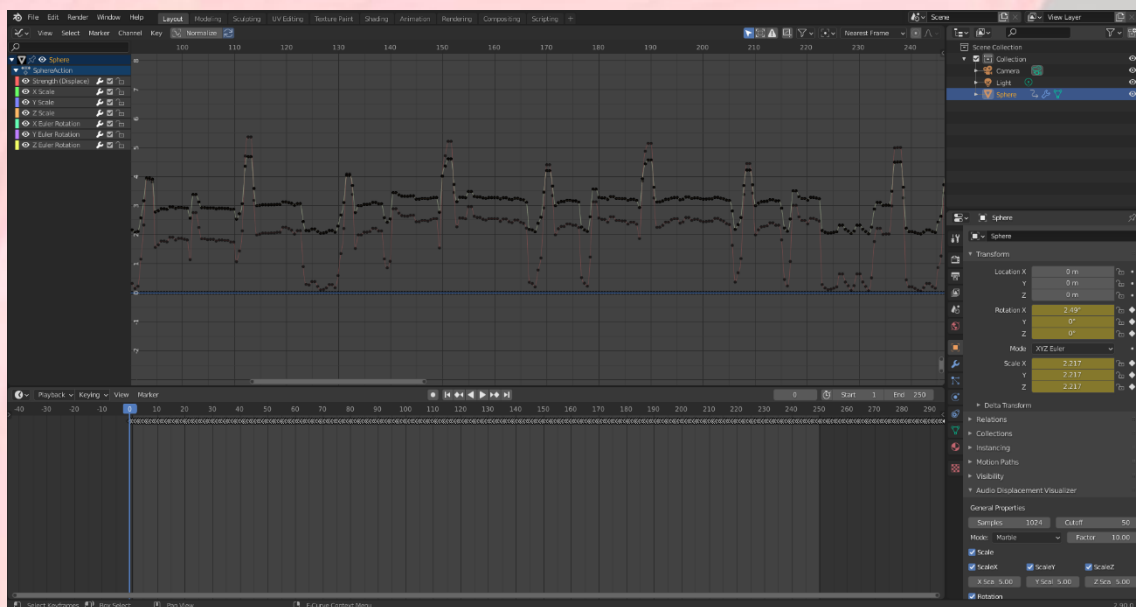 File Edit Render Window Help Layout Modeling Sculpting UV Editing Texture Paint Shading Animation Rendering Compositing Scripting + Scene View Layer
View Select Marker Channel Key Normalize Nearest Frame
100 110 120 130 140 150 160 170 180 190 200 210 220 230 240
Sphere
SphereAction
Strength (Displace)
X Scale
Y Scale
Z Scale
X Euler Rotation
Y Euler Rotation
Z Euler Rotation
Scene Collection
Collection
Camera
Light
Sphere
Sphere
Sphere
Transform
Location X 0 m
Y 0 m
Z 0 m
Rotation X 2.49°
Y 0°
Z 0°
Mode XYZ Euler
Scale X 2.217
Y 2.217
Z 2.217
Delta Transform
Relations
Collections
Instancing
Motion Paths
Visibility
Audio Displacement Visualizer
General Properties
Samples 1024 Cutoff 50
Mode: Marble Factor 10.00
Scale
ScaleX ScaleY ScaleZ
X Scal 5.00 Y Scal 5.00 Z Scal 5.00
Rotation
Playback Keying View Marker 0 Start 1 End 250
-40 -30 -20 -10 0 10 20 30 40 50 60 70 80 90 100 110 120 130 140 150 160 170 180 190 200 210 220 230 240 250 260 270 280 290
Select Keyframes Box Select Pan View F-Curve Context Menu 2.90.0